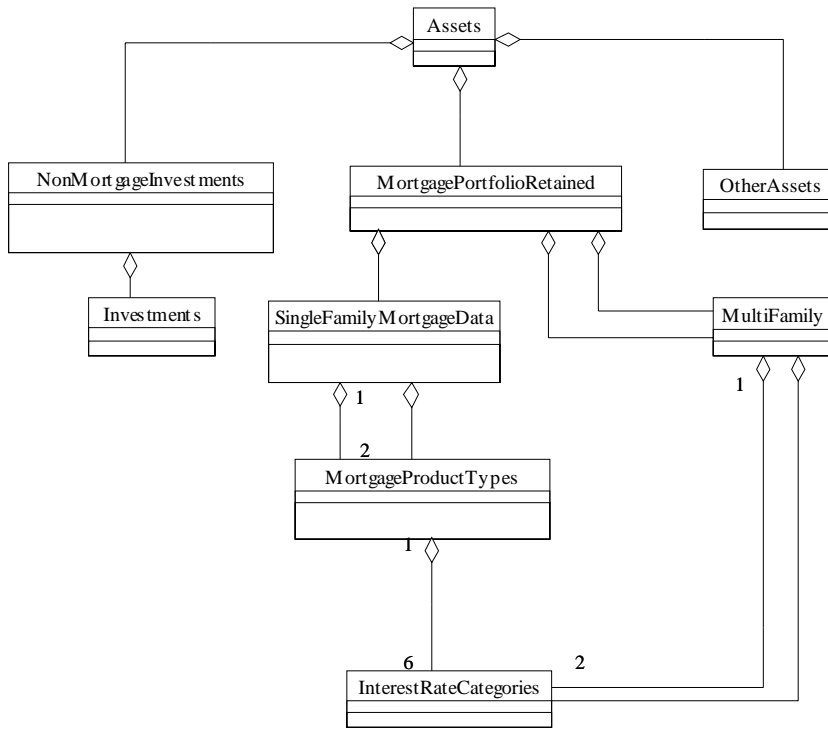 Assets
NonMortgageInvestments
MortgagePortfolioRetained
OtherAssets
Investments
SingleFamilyMortgageData
MultiFamily
1
1
2
MortgageProductTypes
1
6
2
InterestRateCategories